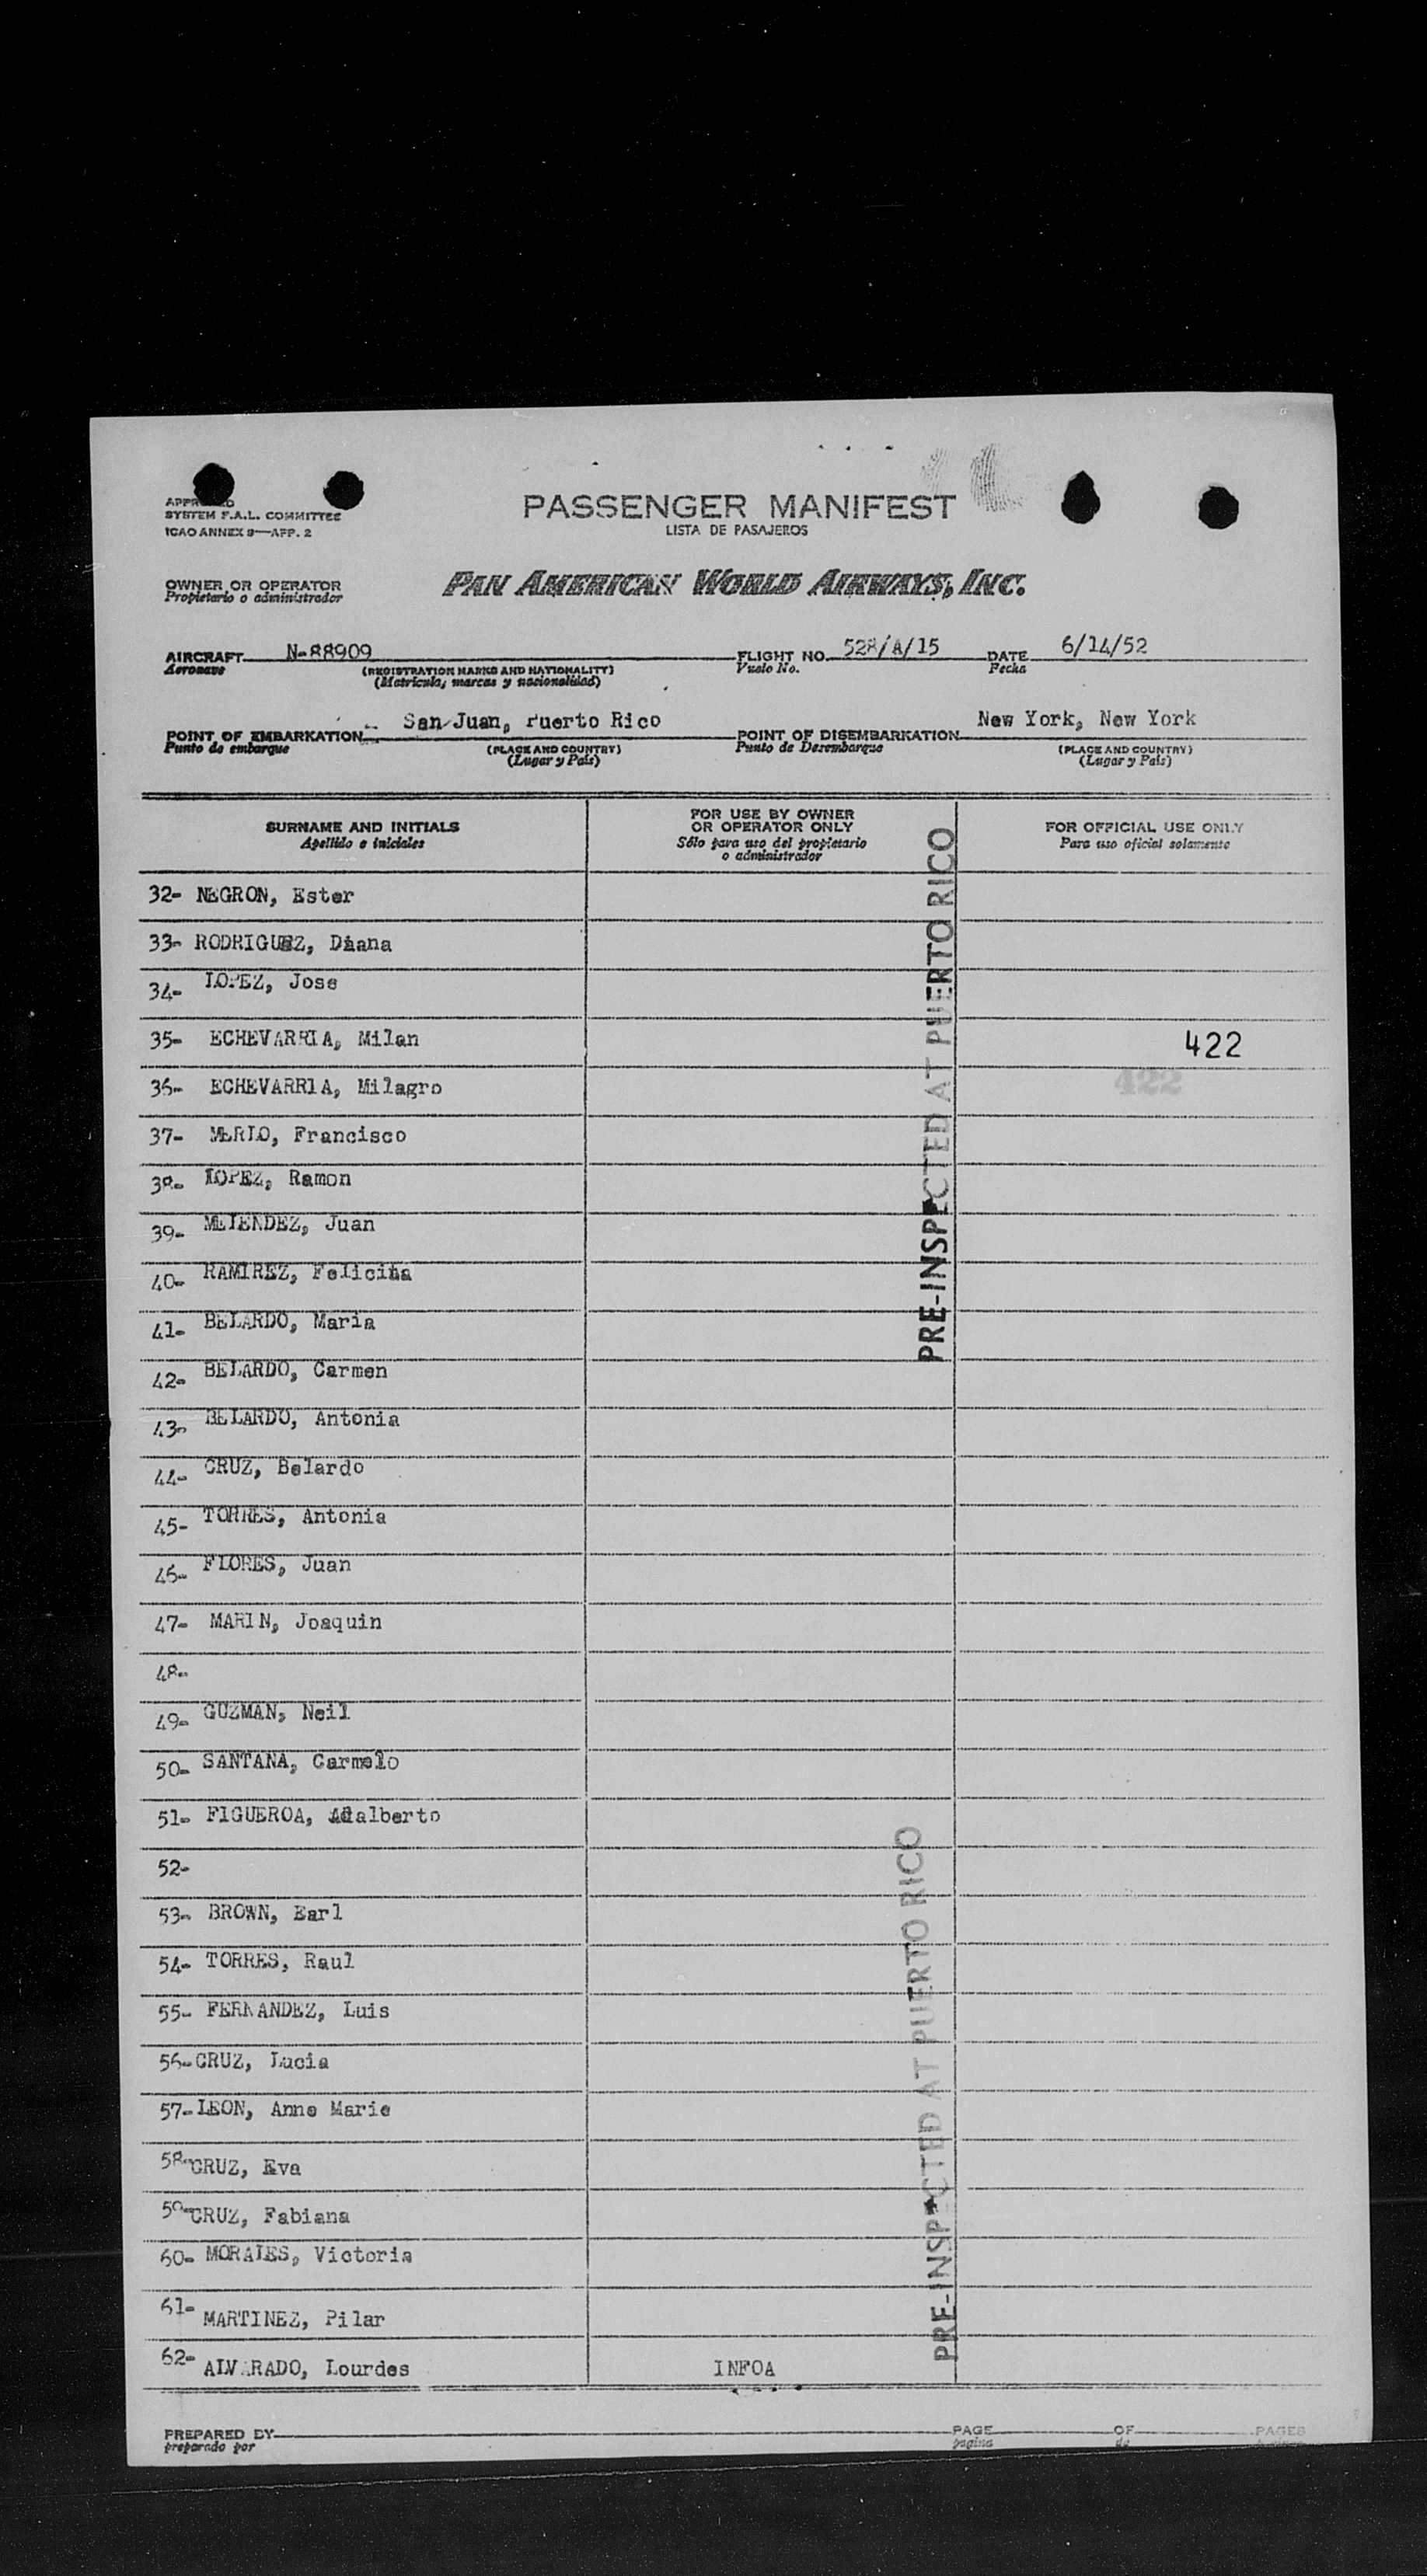 APPROVED
SYSTEM F.A.L. COMMITTEE
ICAO ANNEX 9—APP. 2
PASSENGER MANIFEST
LISTA DE PASAJEROS
OWNER OR OPERATOR
Propietario o administrador
PAN AMERICAN WORLD AIRWAYS, INC.
AIRCRAFT N-88909 FLIGHT NO. 528/A/15 DATE 6/14/52
Aeronave (REGISTRATION MARKS AND NATIONALITY) Vuelo No. Fecha
(Matricula, marcas y nacionalidad)
POINT OF EMBARKATION San Juan, Puerto Rico POINT OF DISEMBARKATION New York, New York
Punto de embarque (PLACE AND COUNTRY) Punto de Desembarque (PLACE AND COUNTRY)
(Lugar y País) (Lugar y País)
SURNAME AND INITIALS
Apellido e iniciales
FOR USE BY OWNER
OR OPERATOR ONLY
Sólo para uso del propietario
o administrador
FOR OFFICIAL USE ONLY
Para uso oficial solamente
32- NEGRON, Ester
33- RODRIGUEZ, Diana
34- LOPEZ, Jose
35- ECHEVARRIA, Milan 422
36- ECHEVARRIA, Milagro 422
37- MERLO, Francisco
38- LOPEZ, Ramon
39- MELENDEZ, Juan
40- RAMIREZ, Felicita
41- BELARDO, Maria
42- BELARDO, Carmen
43- BELARDO, Antonia
44- CRUZ, Belardo
45- TORRES, Antonia
46- FLORES, Juan
47- MARIN, Joaquin
48-
49- GUZMAN, Neil
50- SANTANA, Carmelo
51- FIGUEROA, Adalberto
52-
53- BROWN, Earl
54- TORRES, Raul
55- FERNANDEZ, Luis
56- CRUZ, Lucia
57- LEON, Anne Marie
58- CRUZ, Eva
59- CRUZ, Fabiana
60- MORALES, Victoria
61- MARTINEZ, Pilar
62- ALVARADO, Lourdes INFOA
PRE-INSPECTED AT PUERTO RICO
PRE-INSPECTED AT PUERTO RICO
PREPARED BY PAGE OF PAGES
preparado por pagina de